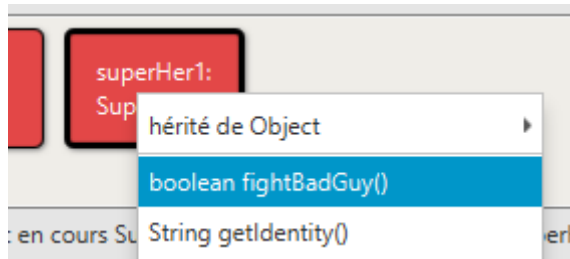 superHer1:
Sup
hérité de Object
boolean fightBadGuy()
en cours Su
String getIdentity()